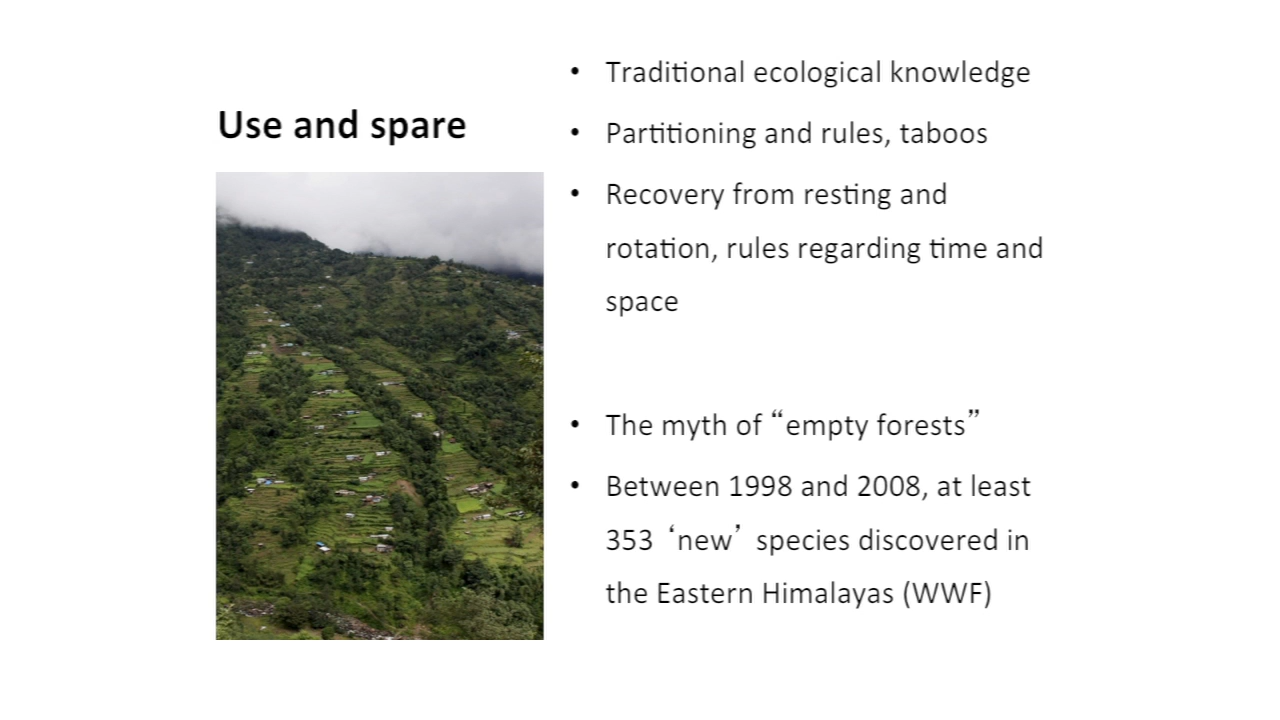 Use and spare
• Traditional ecological knowledge
• Partitioning and rules, taboos
• Recovery from resting and
rotation, rules regarding time and
space
• The myth of “empty forests”
• Between 1998 and 2008, at least
353 ‘new’ species discovered in
the Eastern Himalayas (WWF)